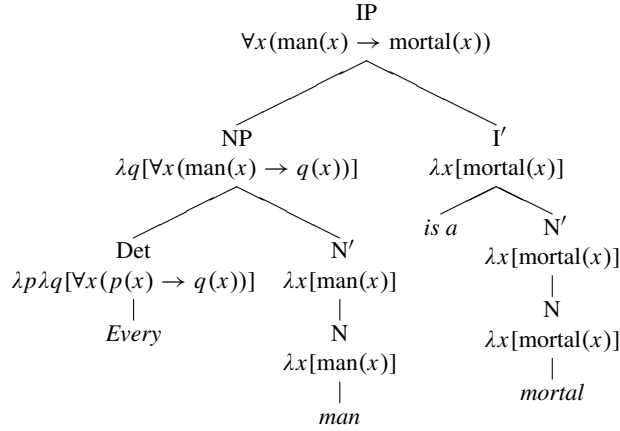 IP
∀x(man(x) → mortal(x))
NP I′
λq[∀x(man(x) → q(x))] λx[mortal(x)]
is a N′
Det N′ λx[mortal(x)]
λpλq[∀x(p(x) → q(x))] λx[man(x)]
N
Every N λx[mortal(x)]
λx[man(x)]
mortal
man